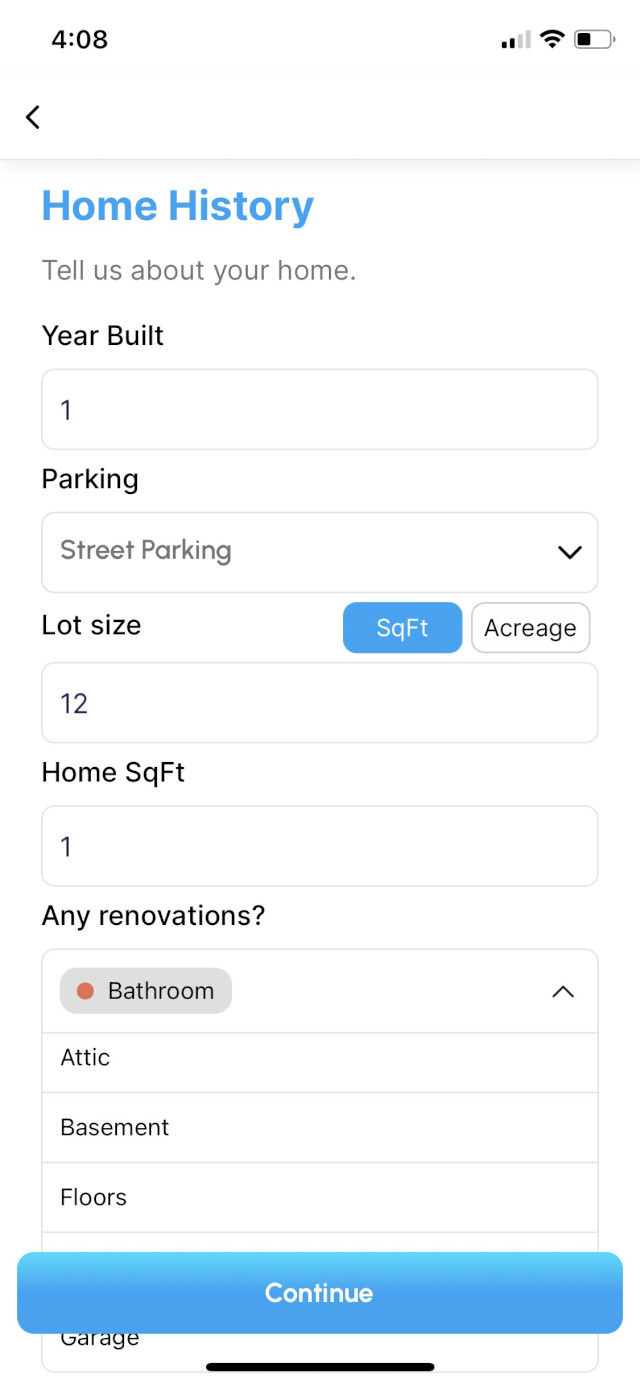 4:08
Home History
Tell us about your home.
Year Built
1
Parking
Street Parking
Lot size SqFt Acreage
12
Home SqFt
1
Any renovations?
Bathroom
Attic
Basement
Floors
Continue
Garage